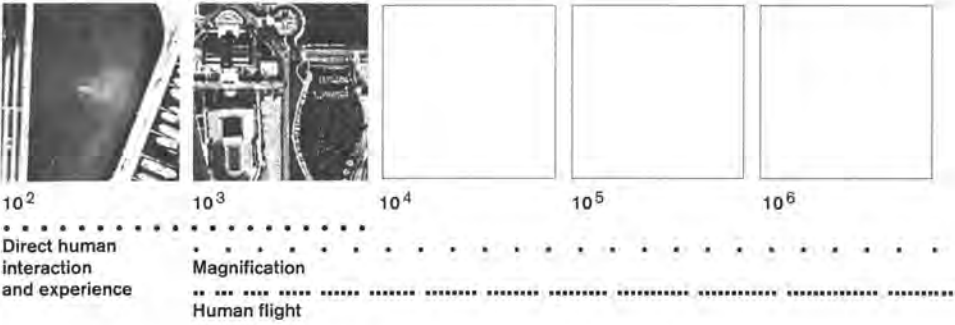 10² 10³ 10⁴ 10⁵ 10⁶
Direct human
interaction
and experience
Magnification
Human flight